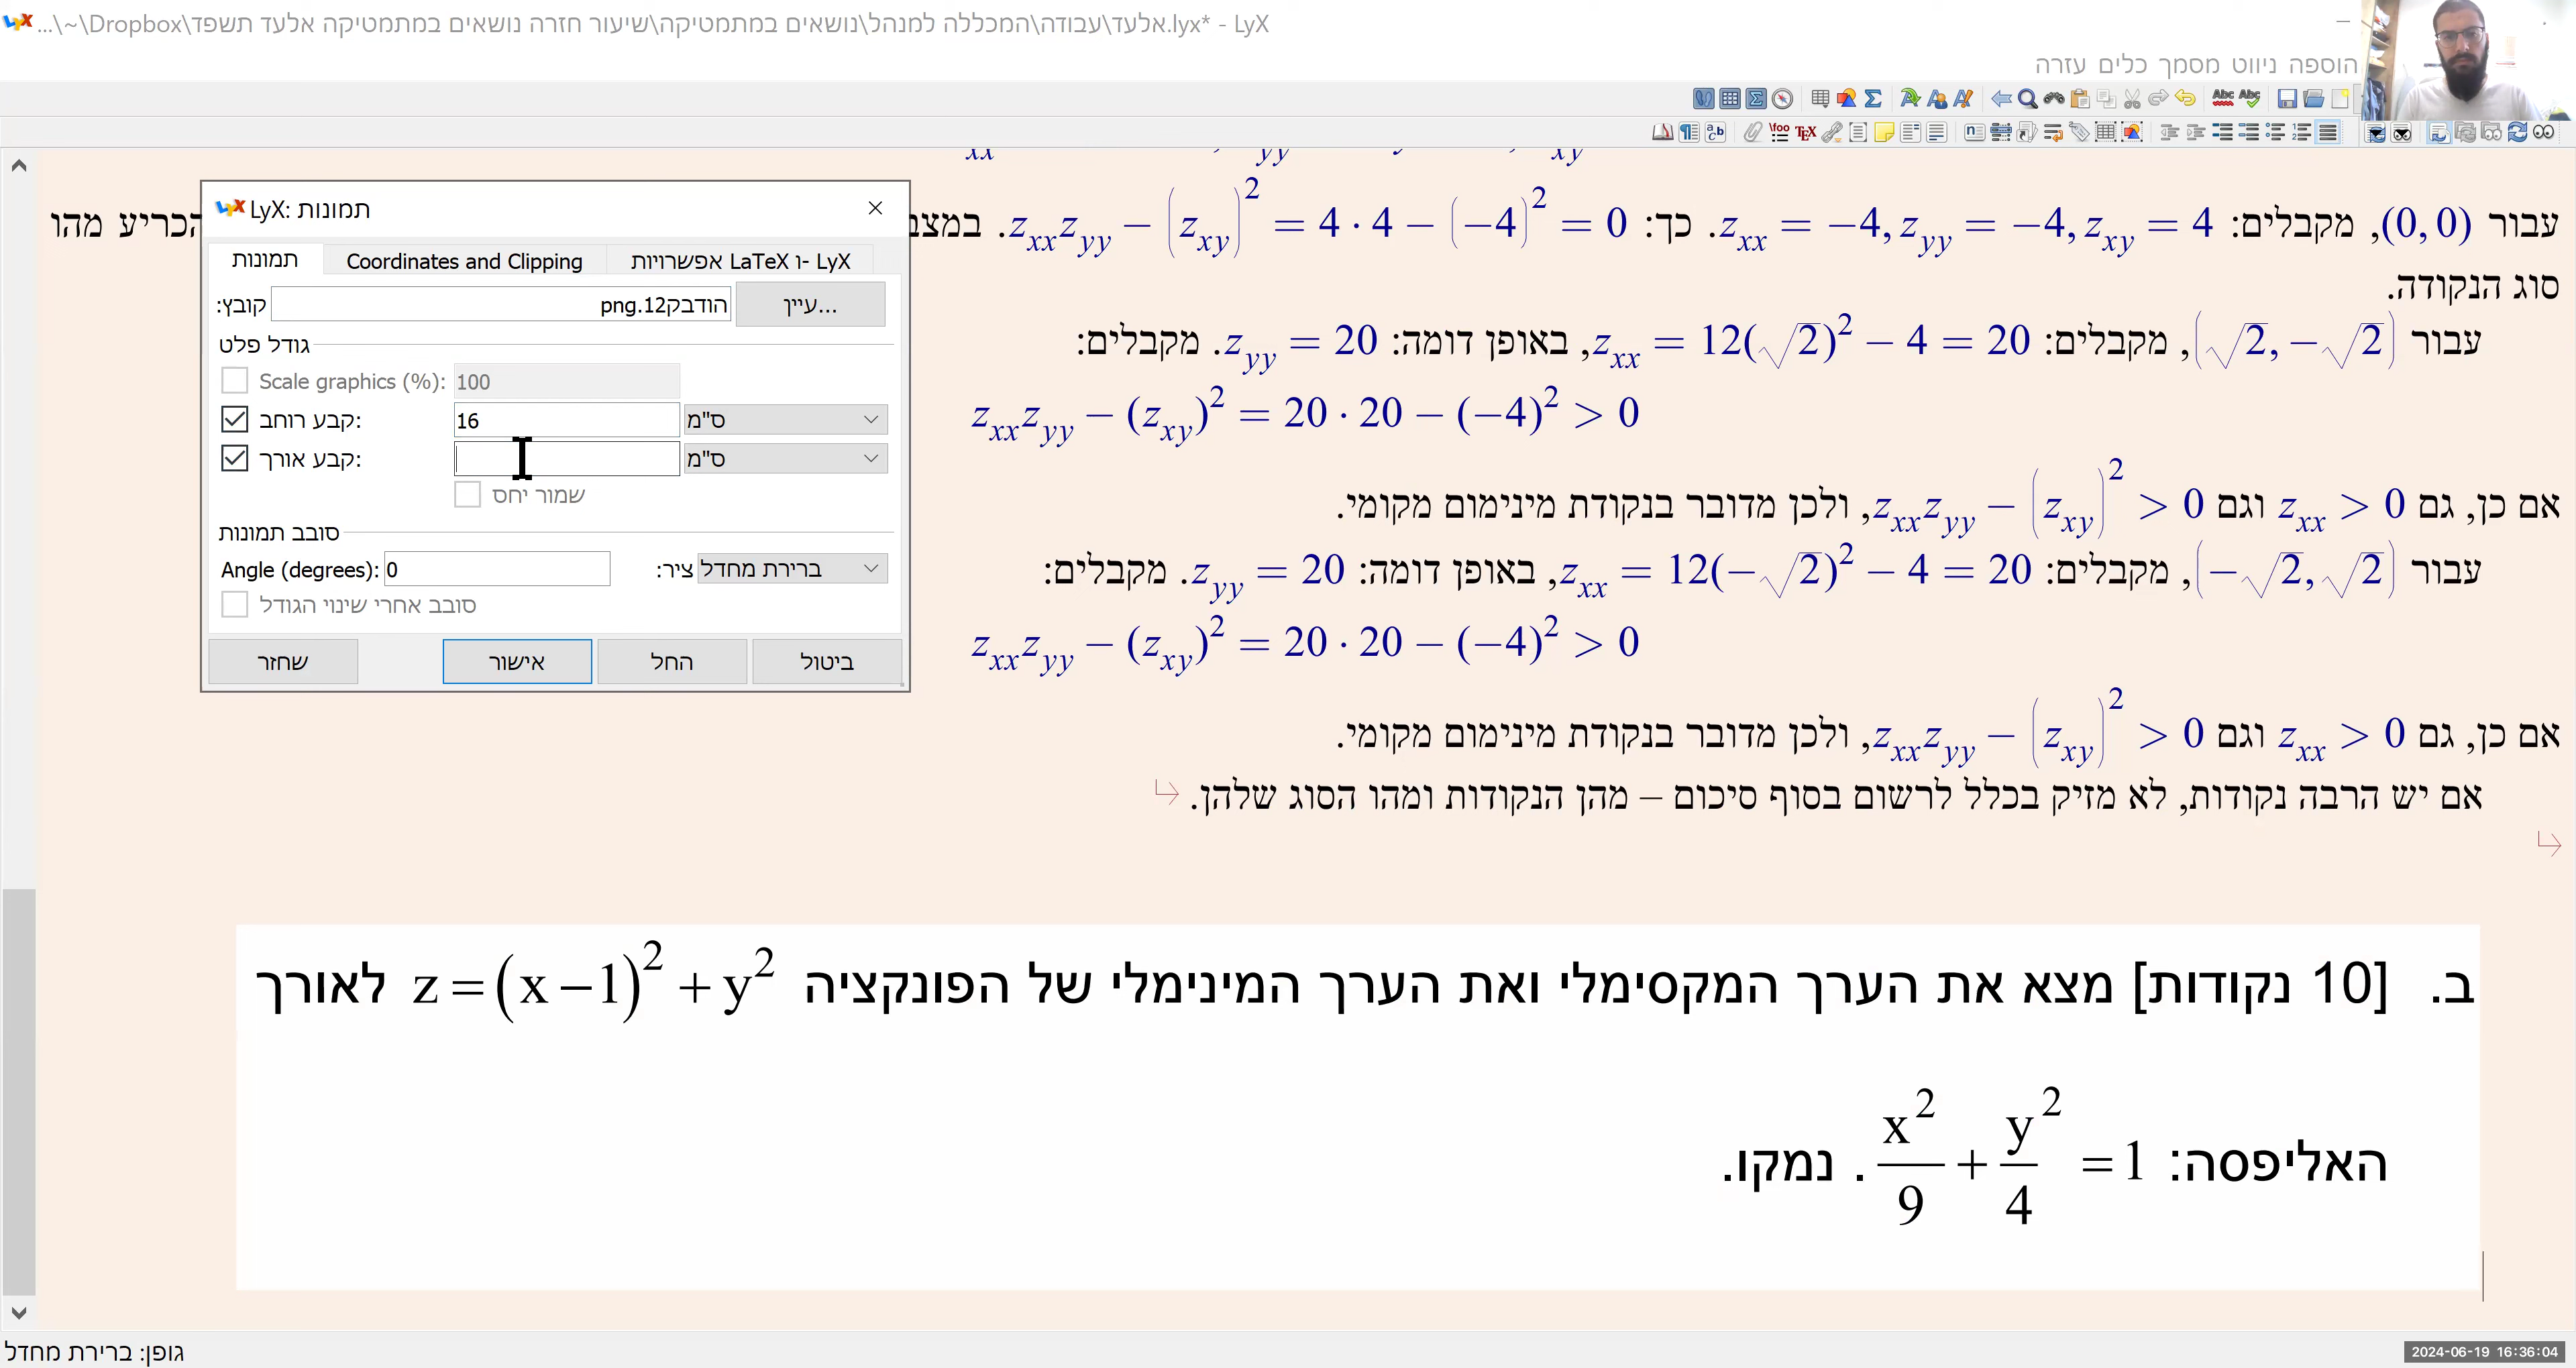 ...\~\Dropbox\אלעד\עבודה\המכללה למנהל\נושאים במתמטיקה\שיעור חזרה נושאים במתמטיקה אלעד תשפד.lyx* - LyX
הוספה ניווט מסמך כלים עזרה
עבור (0,0), מקבלים: z_xx = −4, z_yy = −4, z_xy = 4. כך: z_xx z_yy − (z_xy)^2 = 4 · 4 − (−4)^2 = 0. במצב הכריע מהו
סוג הנקודה.
עבור (√2, −√2), מקבלים: z_xx = 12(√2)^2 − 4 = 20, באופן דומה: z_yy = 20. מקבלים:
z_xx z_yy − (z_xy)^2 = 20 · 20 − (−4)^2 > 0
אם כן, גם z_xx > 0 וגם z_xx z_yy − (z_xy)^2 > 0, ולכן מדובר בנקודת מינימום מקומי.
עבור (−√2, √2), מקבלים: z_xx = 12(−√2)^2 − 4 = 20, באופן דומה: z_yy = 20. מקבלים:
z_xx z_yy − (z_xy)^2 = 20 · 20 − (−4)^2 > 0
אם כן, גם z_xx > 0 וגם z_xx z_yy − (z_xy)^2 > 0, ולכן מדובר בנקודת מינימום מקומי.
אם יש הרבה נקודות, לא מזיק בכלל לרשום בסוף סיכום – מהן הנקודות ומהו הסוג שלהן.
ב. [10 נקודות] מצא את הערך המקסימלי ואת הערך המינימלי של הפונקציה z = (x − 1)^2 + y^2 לאורך
האליפסה: x^2/9 + y^2/4 = 1 . נמקו.
LyX: תמונות
תמונות
Coordinates and Clipping
אפשרויות LaTeX ו- LyX
קובץ: הודבק12.png
עיין...
גודל פלט
Scale graphics (%): 100
קבע רוחב: 16 ס"מ
קבע אורך: ס"מ
שמור יחס
סובב תמונות
Angle (degrees): 0 ציר: ברירת מחדל
סובב אחרי שינוי הגודל
שחזר
אישור
החל
ביטול
גופן: ברירת מחדל
2024-06-19 16:36:04